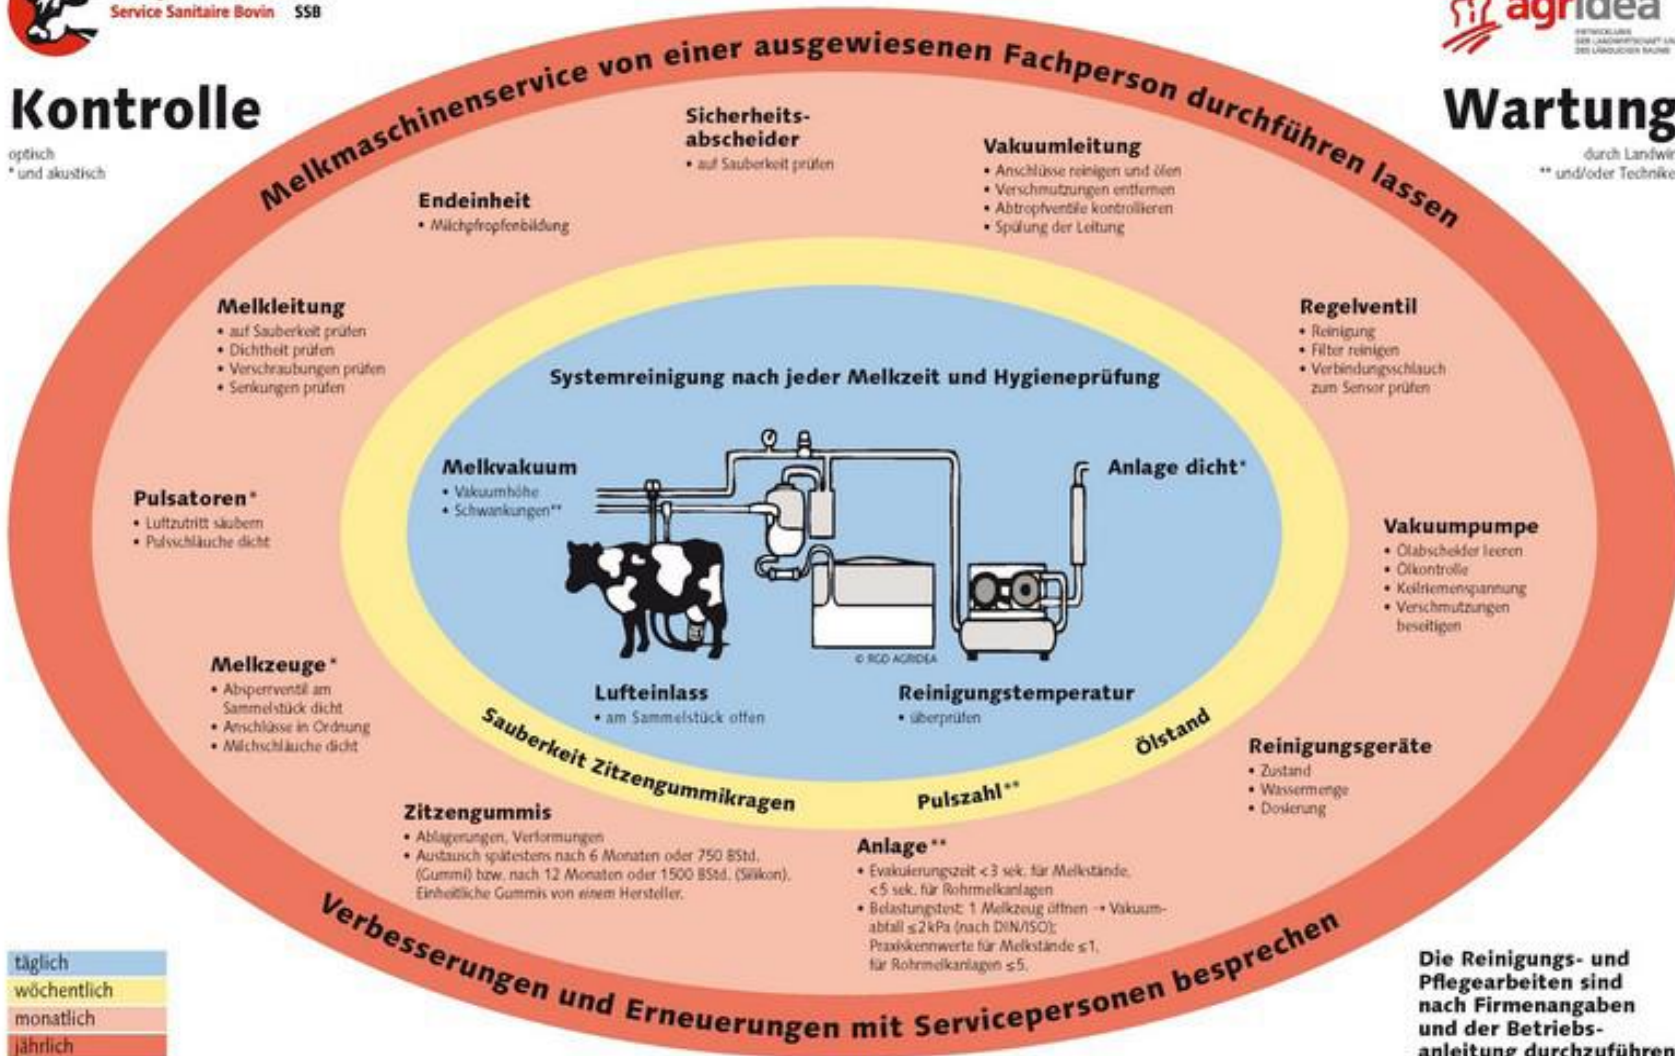 Service Sanitaire Bovin SSB
agridea
ENTWICKLUNG
DER LANDWIRTSCHAFT UN
DES LÄNDLICHEN RAUMS
Kontrolle
optisch
* und akustisch
Wartung
durch Landwir
** und/oder Technike
Melkmaschinenservice von einer ausgewiesenen Fachperson durchführen lassen
Sicherheits-
abscheider
• auf Sauberkeit prüfen
Vakuumleitung
• Anschlüsse reinigen und ölen
• Verschmutzungen entfernen
• Abtropfventile kontrollieren
• Spülung der Leitung
Endeinheit
• Milchpfropfenbildung
Melkleitung
• auf Sauberkeit prüfen
• Dichtheit prüfen
• Verschraubungen prüfen
• Senkungen prüfen
Regelventil
• Reinigung
• Filter reinigen
• Verbindungsschlauch
zum Sensor prüfen
Systemreinigung nach jeder Melkzeit und Hygieneprüfung
Melkvakuum
• Vakuumhöhe
• Schwankungen**
Anlage dicht*
Pulsatoren*
• Luftzutritt säubern
• Pulsschläuche dicht
Vakuumpumpe
• Ölabscheider leeren
• Ölkontrolle
• Keilriemenspannung
• Verschmutzungen
beseitigen
© RGD AGRIDEA
Melkzeuge*
• Absperrventil am
Sammelstück dicht
• Anschlüsse in Ordnung
• Milchschläuche dicht
Lufteinlass
• am Sammelstück offen
Reinigungstemperatur
• überprüfen
Sauberkeit Zitzengummikragen
Pulszahl**
Ölstand
Reinigungsgeräte
• Zustand
• Wassermenge
• Dosierung
Zitzengummis
• Ablagerungen, Verformungen
• Austausch spätestens nach 6 Monaten oder 750 BStd.
(Gummi) bzw. nach 12 Monaten oder 1500 BStd. (Silikon).
Einheitliche Gummis von einem Hersteller.
Anlage**
• Evakuierungszeit <3 sek. für Melkstände,
<5 sek. für Rohrmelkanlagen
• Belastungstest: 1 Melkzeug öffnen → Vakuum-
abfall ≤2kPa (nach DIN/ISO);
Praxiskennwerte für Melkstände ≤1,
für Rohrmelkanlagen ≤5.
Verbesserungen und Erneuerungen mit Servicepersonen besprechen
täglich
wöchentlich
monatlich
jährlich
Die Reinigungs- und
Pflegearbeiten sind
nach Firmenangaben
und der Betriebs-
anleitung durchzuführen